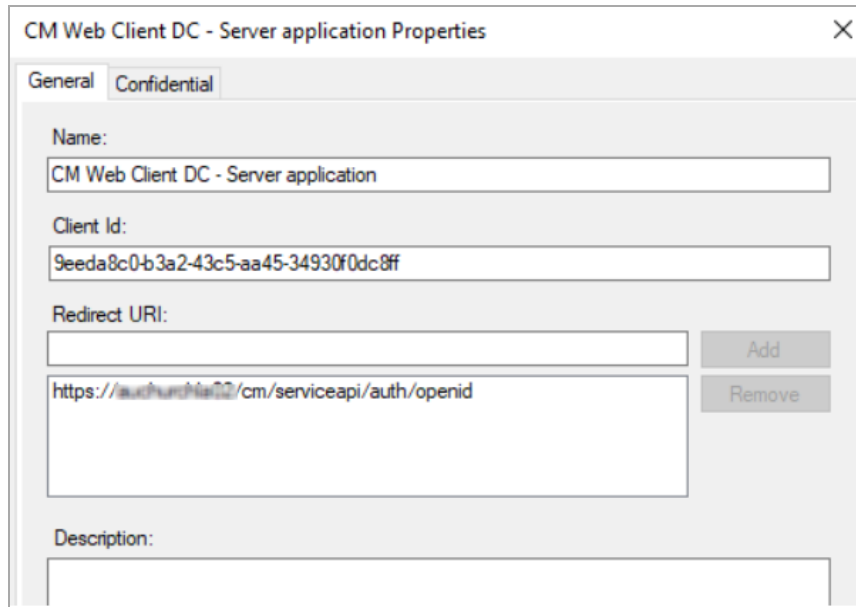 CM Web Client DC - Server application Properties
General Confidential
Name:
CM Web Client DC - Server application
Client Id:
9eeda8c0-b3a2-43c5-aa45-34930f0dc8ff
Redirect URI:
Add
https:// /cm/serviceapi/auth/openid
Remove
Description: